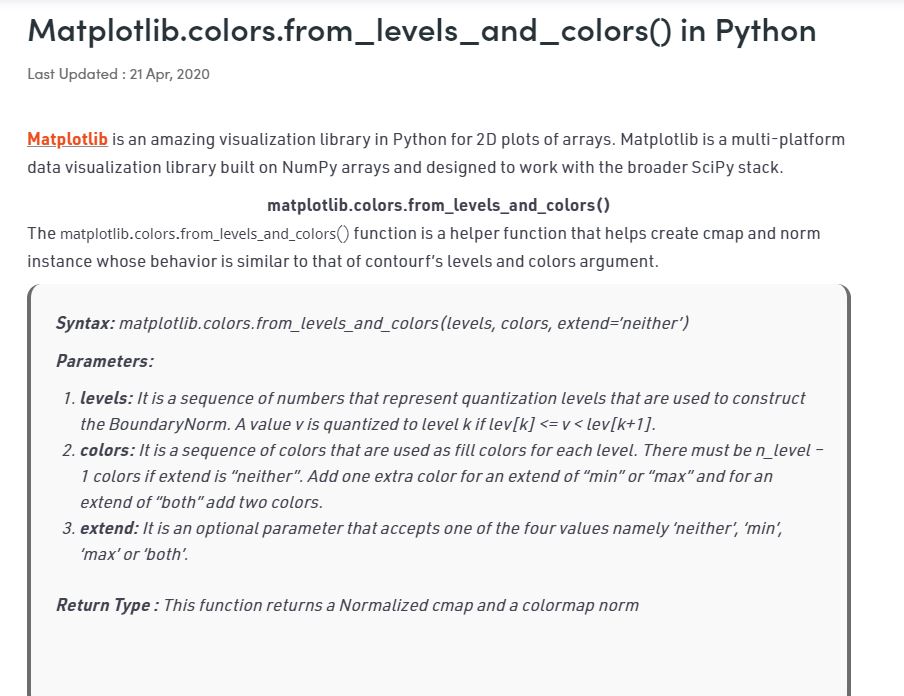 Matplotlib.colors.from_levels_and_colors() in Python
Last Updated : 21 Apr, 2020
Matplotlib is an amazing visualization library in Python for 2D plots of arrays. Matplotlib is a multi-platform
data visualization library built on NumPy arrays and designed to work with the broader SciPy stack.
matplotlib.colors.from_levels_and_colors()
The matplotlib.colors.from_levels_and_colors() function is a helper function that helps create cmap and norm
instance whose behavior is similar to that of contourf’s levels and colors argument.
Syntax: matplotlib.colors.from_levels_and_colors(levels, colors, extend=’neither’)
Parameters:
1. levels: It is a sequence of numbers that represent quantization levels that are used to construct
the BoundaryNorm. A value v is quantized to level k if lev[k] <= v < lev[k+1].
2. colors: It is a sequence of colors that are used as fill colors for each level. There must be n_level –
1 colors if extend is “neither”. Add one extra color for an extend of “min” or “max” and for an
extend of “both” add two colors.
3. extend: It is an optional parameter that accepts one of the four values namely ‘neither’, ‘min’,
‘max’ or ‘both’.
Return Type : This function returns a Normalized cmap and a colormap norm